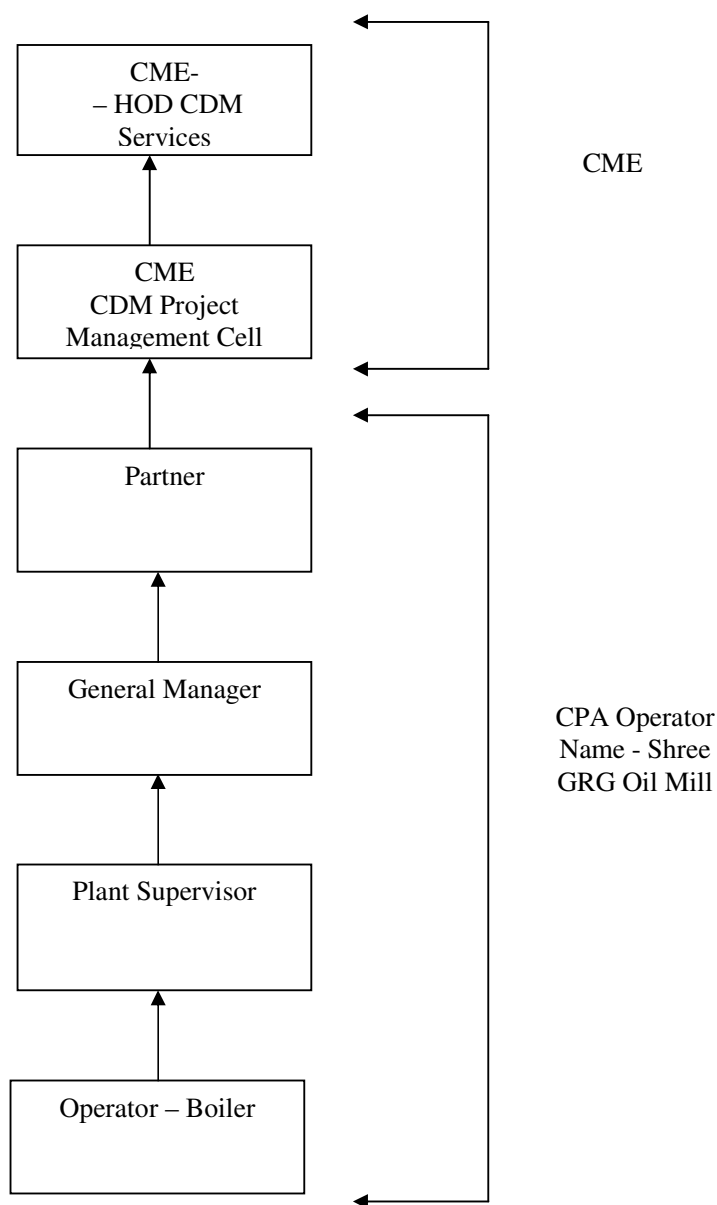 CME-
– HOD CDM
Services
CME
CME
CDM Project
Management Cell
Partner
General Manager
CPA Operator
Name - Shree
GRG Oil Mill
Plant Supervisor
Operator – Boiler